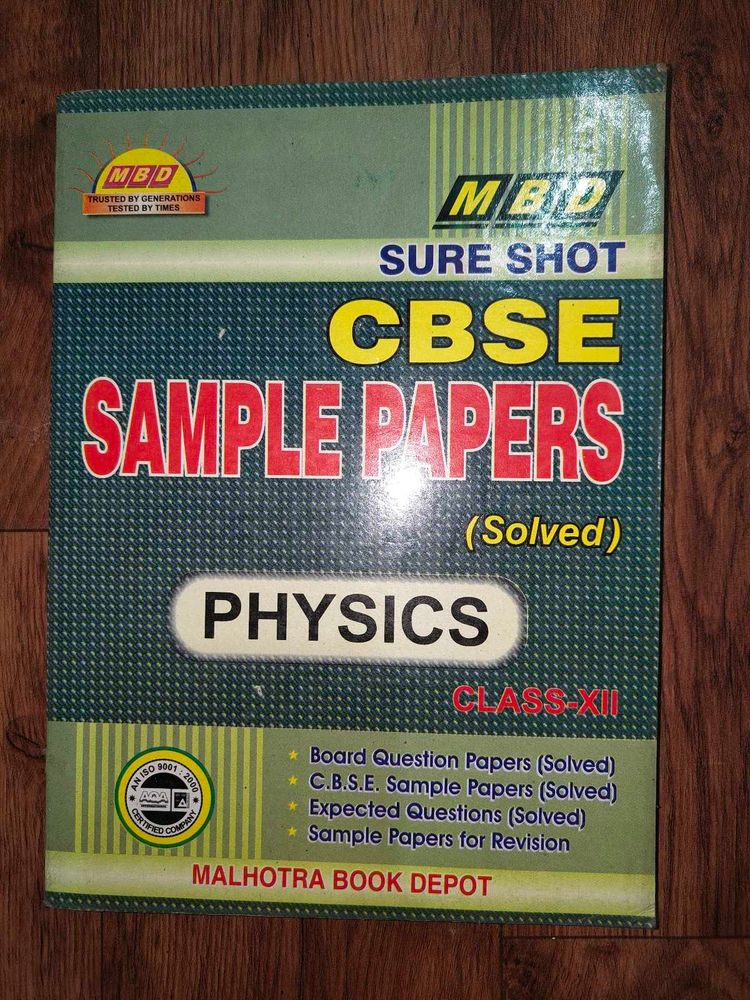 MBD
TRUSTED BY GENERATIONS
TESTED BY TIMES
MBD
SURE SHOT
CBSE
SAMPLE PAPERS
(Solved)
PHYSICS
CLASS-XII
★ Board Question Papers (Solved)
★ C.B.S.E. Sample Papers (Solved)
★ Expected Questions (Solved)
★ Sample Papers for Revision
AN ISO 9001 : 2000
AQA
INTERNATIONAL
CERTIFIED COMPANY
MALHOTRA BOOK DEPOT